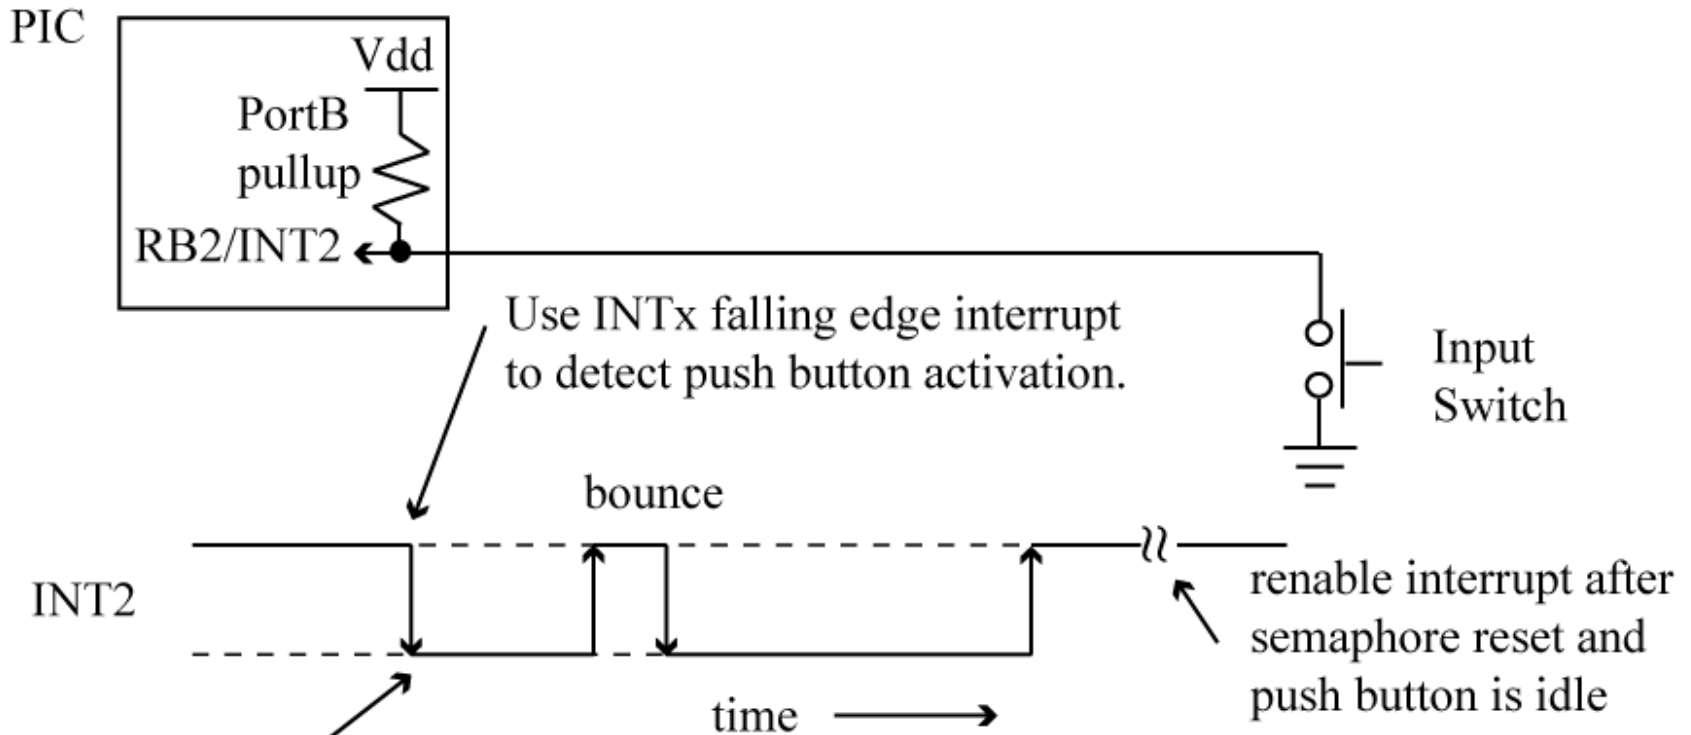 PIC
Vdd
PortB
pullup
RB2/INT2
Use INTx falling edge interrupt
to detect push button activation.
Input
Switch
bounce
INT2
renable interrupt after
semaphore reset and
push button is idle
time